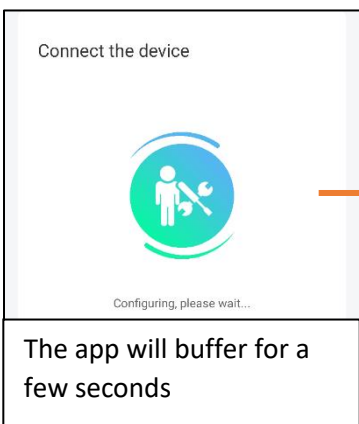 Connect the device
Configuring, please wait...
The app will buffer for a
few seconds